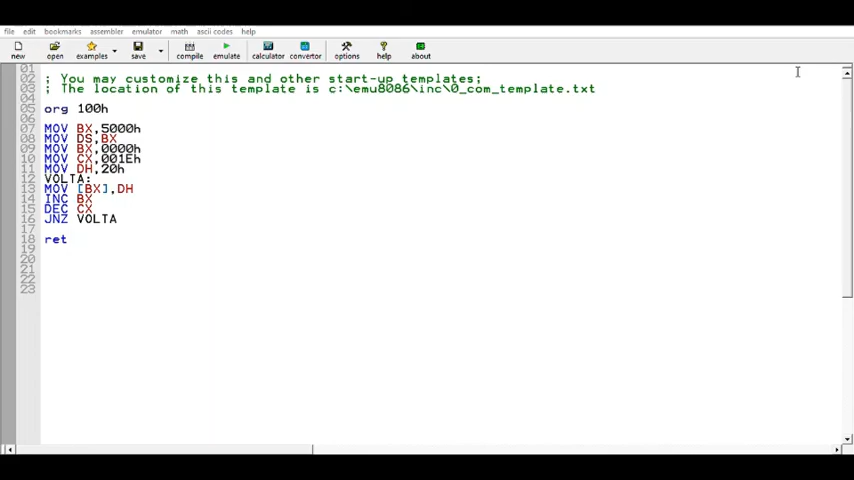 file edit bookmarks assembler emulator math ascii codes help
new open examples save compile emulate calculator convertor options help about
01
02 ; You may customize this and other start-up templates;
03 ; The location of this template is c:\emu8086\inc\0_com_template.txt
04
05 org 100h
06
07 MOV BX,5000h
08 MOV DS,BX
09 MOV BX,0000h
10 MOV CX,001Eh
11 MOV DH,20h
12 VOLTA:
13 MOV [BX],DH
14 INC BX
15 DEC CX
16 JNZ VOLTA
17
18 ret
19
20
21
22
23